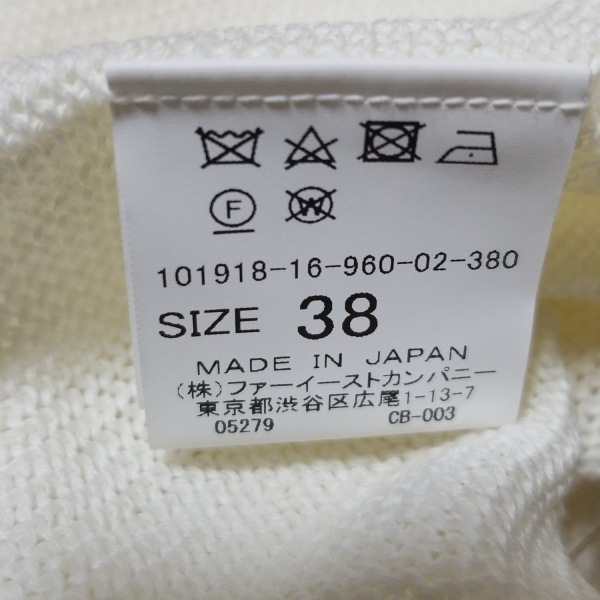 F W
101918-16-960-02-380
SIZE 38
MADE IN JAPAN
(株)ファーイーストカンパニー
東京都渋谷区広尾1-13-7
05279 CB-003